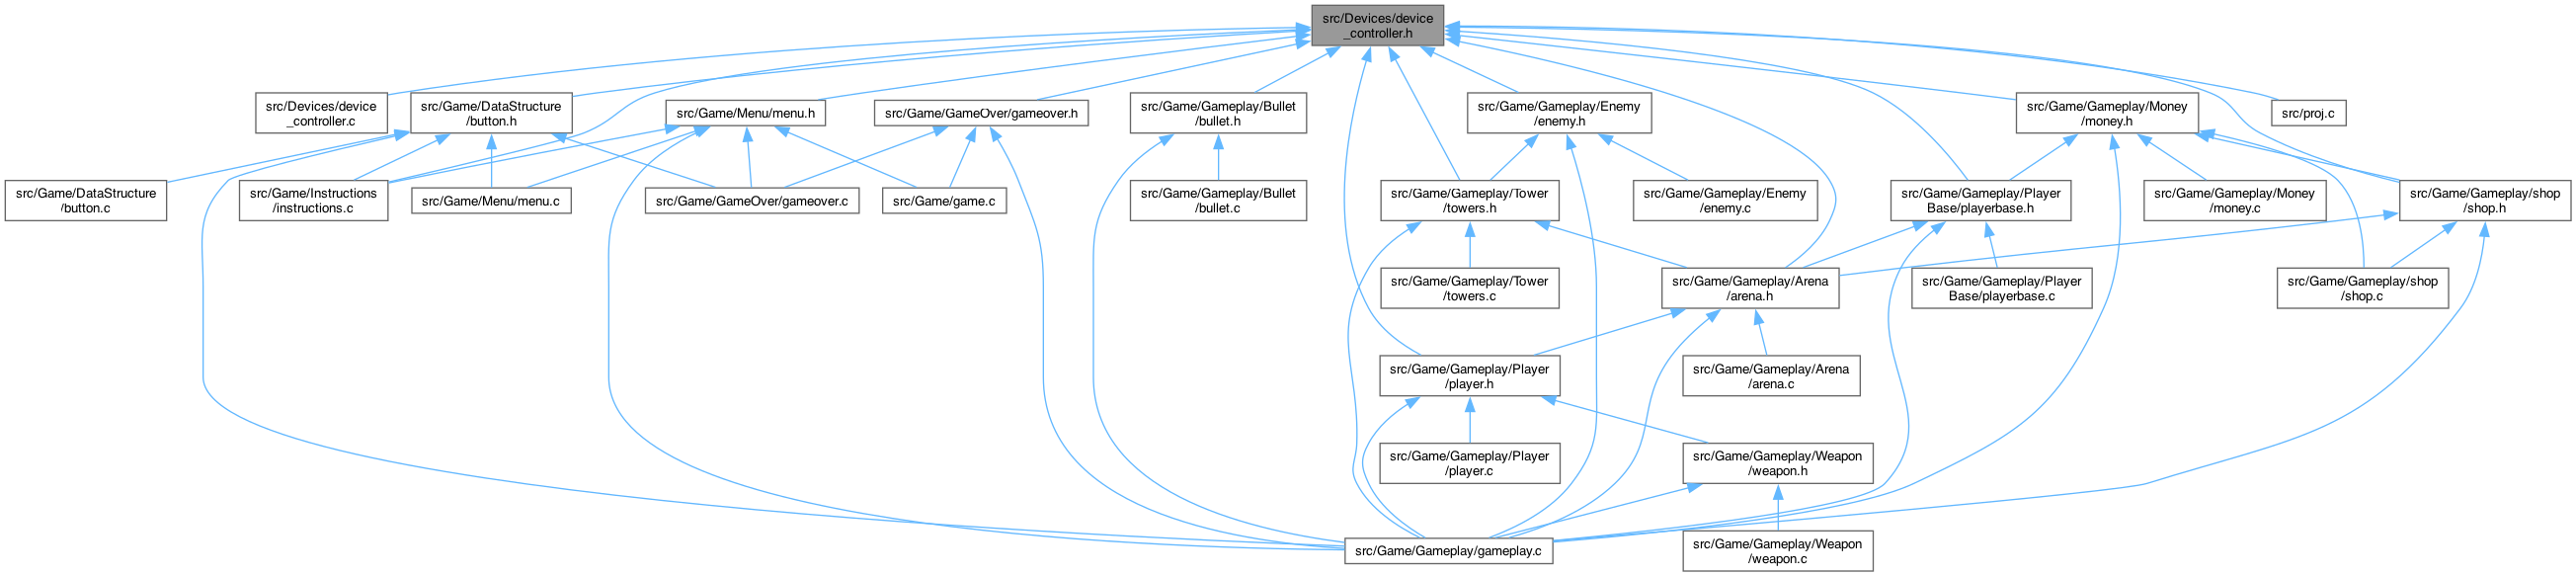 src/Devices/device
_controller.h
src/Devices/device
_controller.c
src/Game/DataStructure
/button.h
src/Game/Menu/menu.h
src/Game/GameOver/gameover.h
src/Game/Gameplay/Bullet
/bullet.h
src/Game/Gameplay/Enemy
/enemy.h
src/Game/Gameplay/Money
/money.h
src/proj.c
src/Game/DataStructure
/button.c
src/Game/Instructions
/instructions.c
src/Game/Menu/menu.c
src/Game/GameOver/gameover.c
src/Game/game.c
src/Game/Gameplay/Bullet
/bullet.c
src/Game/Gameplay/Tower
/towers.h
src/Game/Gameplay/Enemy
/enemy.c
src/Game/Gameplay/Player
Base/playerbase.h
src/Game/Gameplay/Money
/money.c
src/Game/Gameplay/shop
/shop.h
src/Game/Gameplay/Tower
/towers.c
src/Game/Gameplay/Arena
/arena.h
src/Game/Gameplay/Player
Base/playerbase.c
src/Game/Gameplay/shop
/shop.c
src/Game/Gameplay/Player
/player.h
src/Game/Gameplay/Arena
/arena.c
src/Game/Gameplay/Player
/player.c
src/Game/Gameplay/Weapon
/weapon.h
src/Game/Gameplay/gameplay.c
src/Game/Gameplay/Weapon
/weapon.c